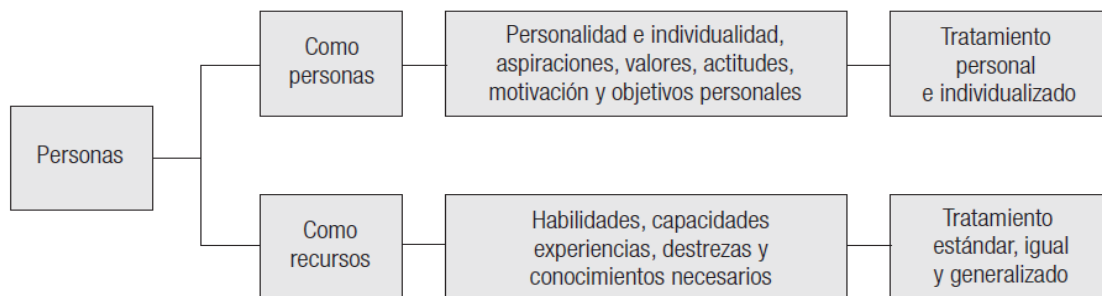 Personas
Como
personas
Personalidad e individualidad,
aspiraciones, valores, actitudes,
motivación y objetivos personales
Tratamiento
personal
e individualizado
Como
recursos
Habilidades, capacidades
experiencias, destrezas y
conocimientos necesarios
Tratamiento
estándar, igual
y generalizado